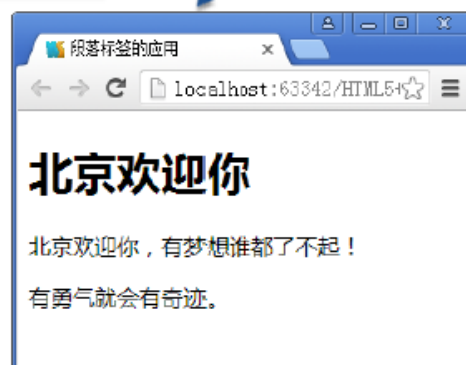 段落标签的应用
localhost:63342/HTML5+
北京欢迎你
北京欢迎你，有梦想谁都了不起！
有勇气就会有奇迹。